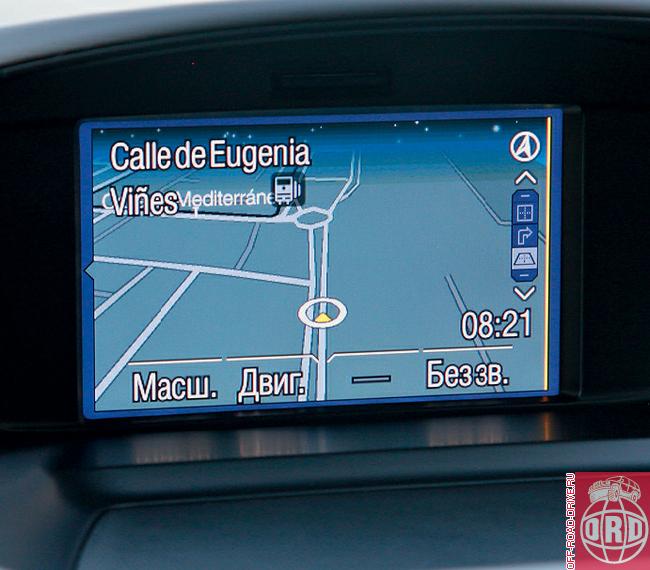 Calle de Eugenia
Viñes
Mediterráne
08:21
Масш. Двиг. Без зв.
OFF-ROAD-DRIVE.RU
ORD